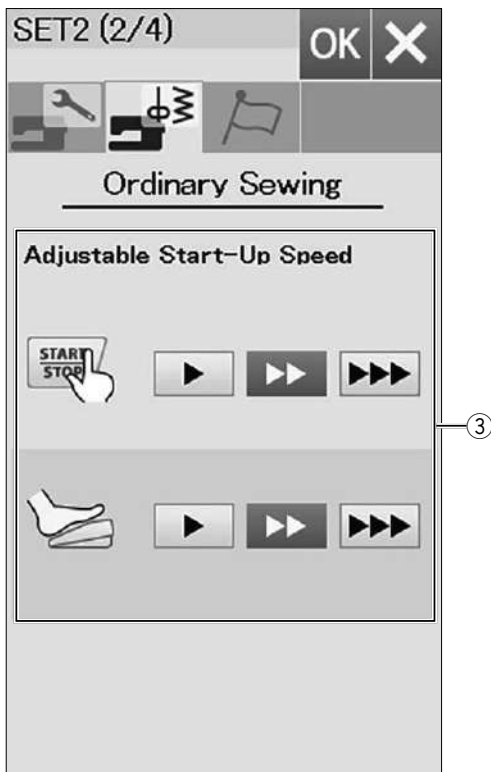 SET2 (2/4)
OK
Ordinary Sewing
Adjustable Start-Up Speed
START
STOP
③